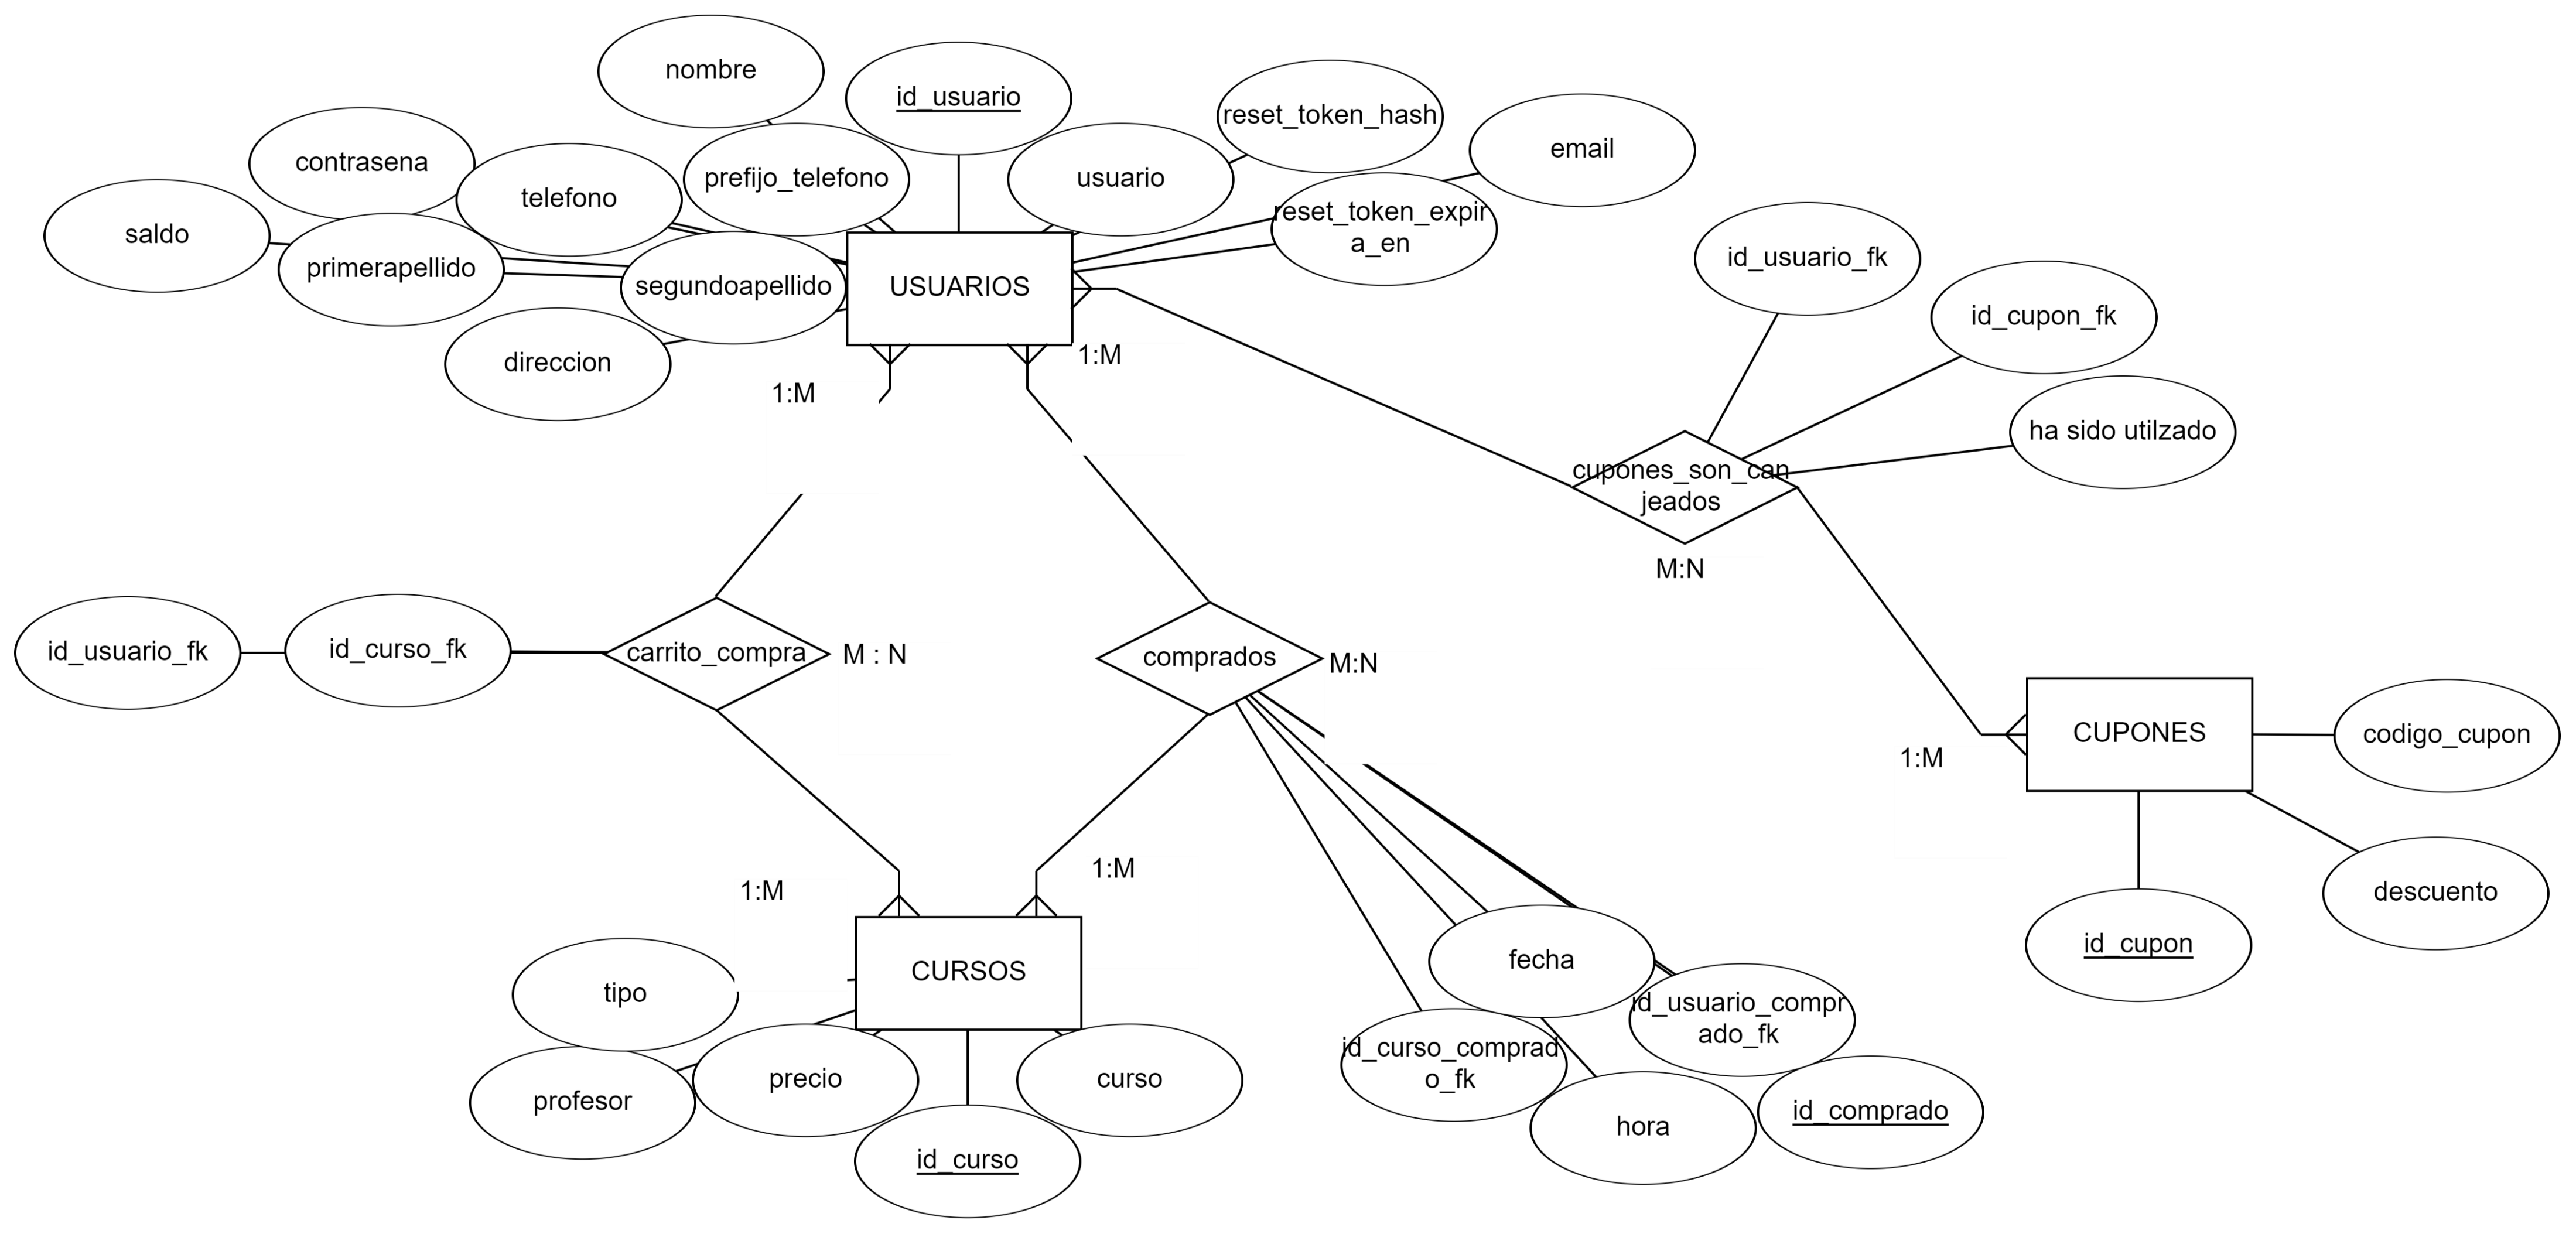 nombre
id_usuario
reset_token_hash
email
contrasena
telefono
prefijo_telefono
usuario
saldo
primerapellido
segundoapellido
USUARIOS
reset_token_expir
a_en
id_usuario_fk
id_cupon_fk
direccion
1:M
1:M
ha sido utilzado
cupones_son_can
jeados
M:N
id_usuario_fk
id_curso_fk
carrito_compra
M : N
comprados
M:N
CUPONES
codigo_cupon
1:M
1:M
1:M
descuento
id_cupon
tipo
CURSOS
fecha
id_usuario_compr
ado_fk
id_curso_comprad
o_fk
profesor
precio
curso
hora
id_comprado
id_curso